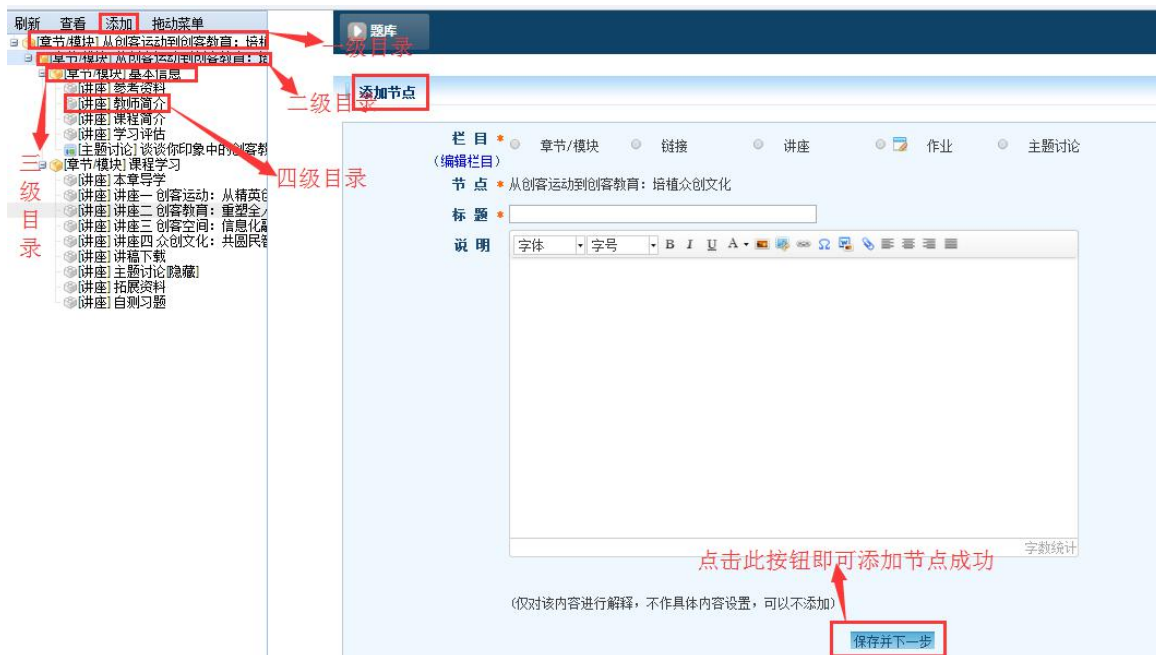 刷新 查看 添加 拖动菜单
[章节/模块] 从创客运动到创客教育：培植
[章节/模块] 从创客运动到创客教育：培
[章节/模块] 基本信息
[讲座] 参考资料
[讲座] 教师简介
[讲座] 课程简介
[讲座] 学习评估
[主题讨论] 谈谈你印象中的创客教
[章节/模块] 课程学习
[讲座] 本章导学
[讲座] 讲座一 创客运动：从精英创
[讲座] 讲座二 创客教育：重塑全人
[讲座] 讲座三 创客空间：信息化融
[讲座] 讲座四 众创文化：共圆民智
[讲座] 讲稿下载
[讲座] 主题讨论[隐藏]
[讲座] 拓展资料
[讲座] 自测习题
一级目录
二级目录
三级目录
四级目录
题库
添加节点
栏 目 * 章节/模块 链接 讲座 作业 主题讨论
（编辑栏目）
节 点 * 从创客运动到创客教育：培植众创文化
标 题 *
说 明 字体 字号 B I U A Ω
字数统计
点击此按钮即可添加节点成功
(仅对该内容进行解释，不作具体内容设置，可以不添加)
保存并下一步